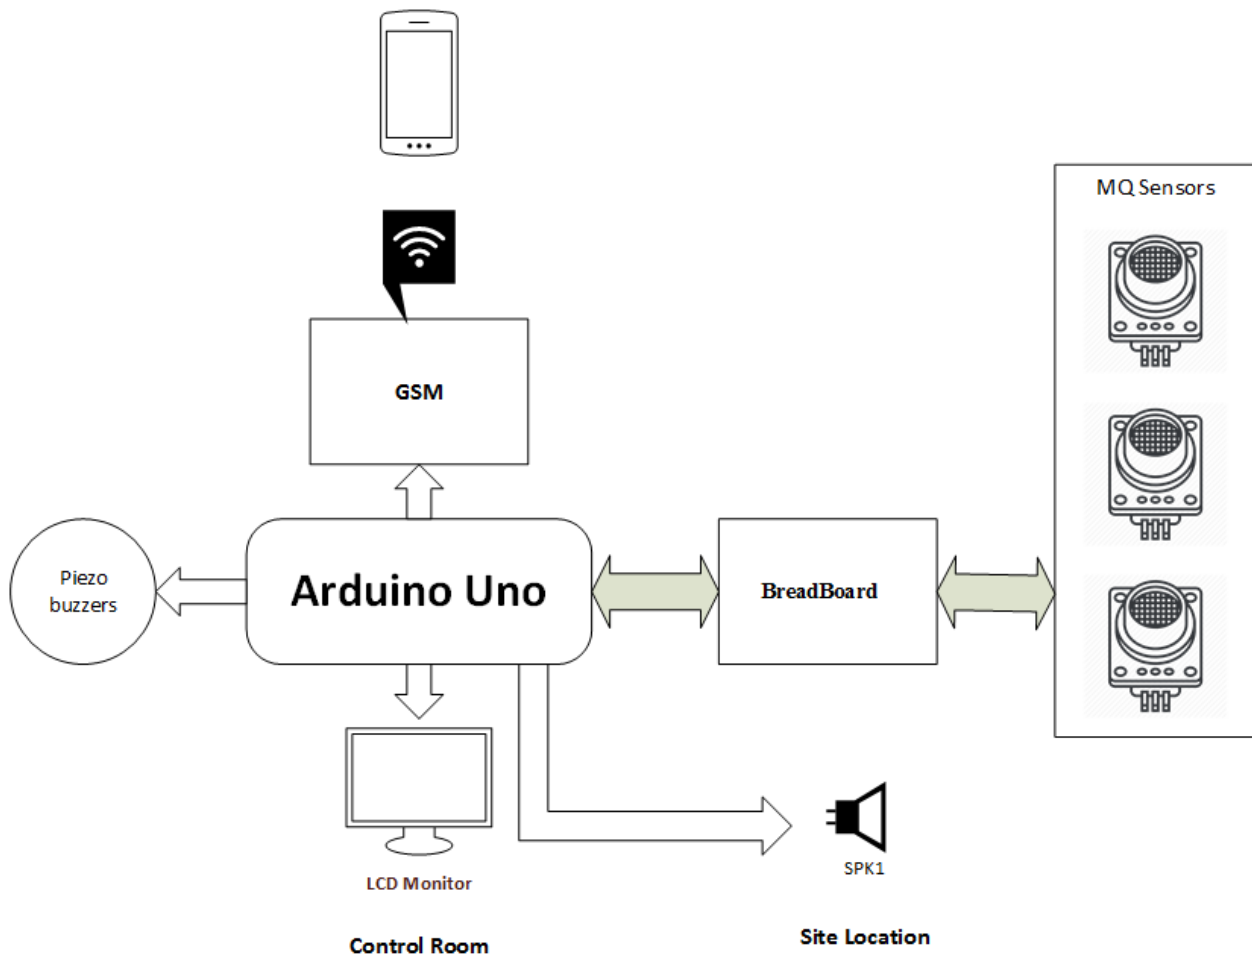 MQ Sensors
GSM
Piezo
buzzers
Arduino Uno
BreadBoard
LCD Monitor
SPK1
Control Room
Site Location